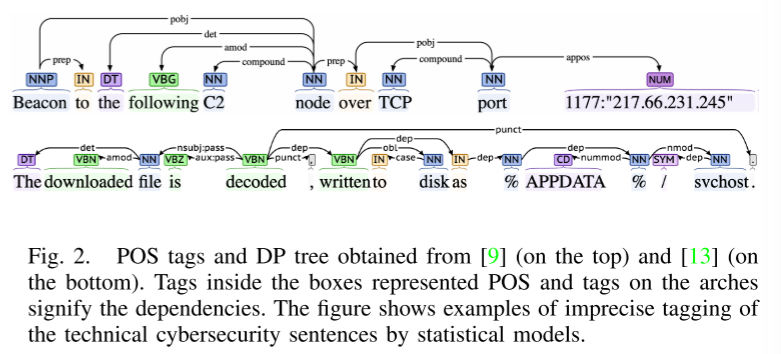 pobj
det
amod
pobj
prep compound prep compound appos
NNP IN DT VBG NN NN IN NN NN NUM
Beacon to the following C2 node over TCP port 1177:"217.66.231.245"
punct
dep
det nsubj:pass dep obl dep nmod
DT VBN amod NN VBZ aux:pass VBN punct , VBN IN case NN IN dep NN CD nummod NN SYM dep NN .
The downloaded file is decoded , written to disk as % APPDATA % / svchost .
Fig. 2. POS tags and DP tree obtained from [9] (on the top) and [13] (on
the bottom). Tags inside the boxes represented POS and tags on the arches
signify the dependencies. The figure shows examples of imprecise tagging of
the technical cybersecurity sentences by statistical models.